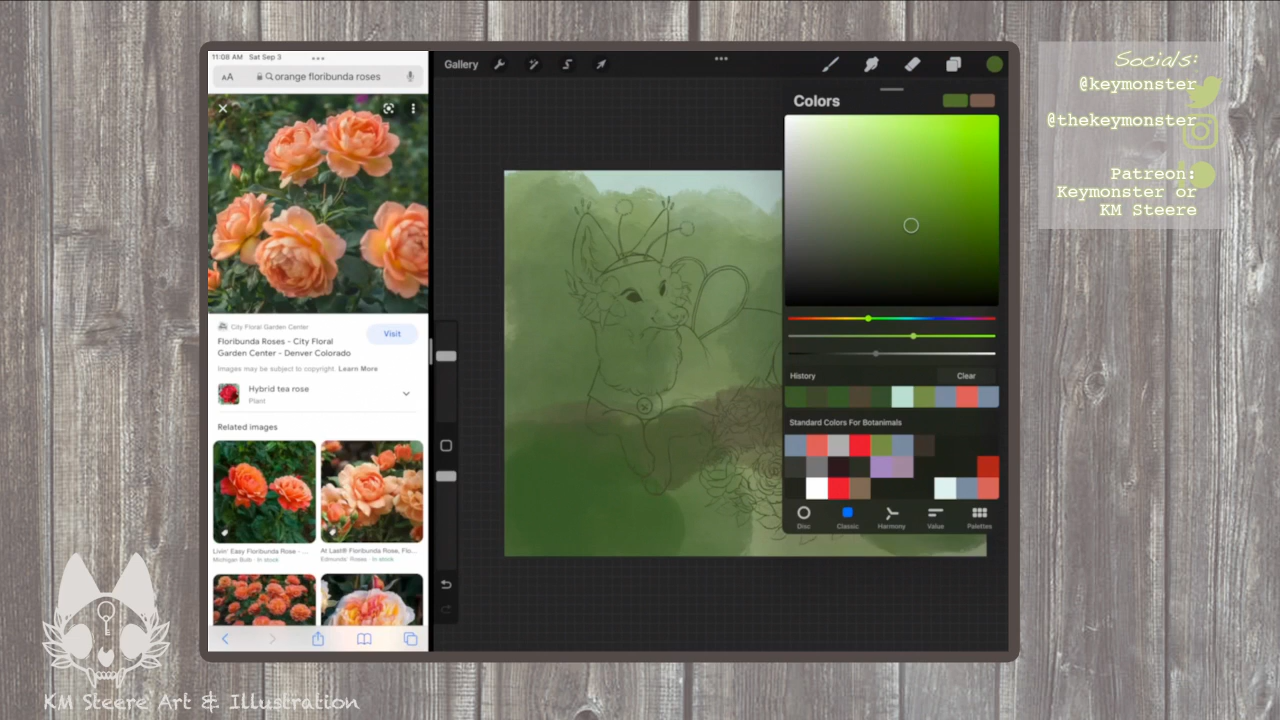 11:08 AM Sat Sep 3
AA
orange floribunda roses
City Floral Garden Center
Floribunda Roses - City Floral
Garden Center - Denver Colorado
Visit
Images may be subject to copyright. Learn More
Hybrid tea rose
Plant
Related images
Livin' Easy Floribunda Rose - ...
Michigan Bulb · In stock
At Last® Floribunda Rose, Flo...
Edmunds' Roses · In stock
Gallery
Colors
History
Clear
Standard Colors For Botanimals
Disc
Classic
Harmony
Value
Palettes
Socials:
@keymonster
@thekeymonster
Patreon:
Keymonster or
KM Steere
KM Steere Art & Illustration